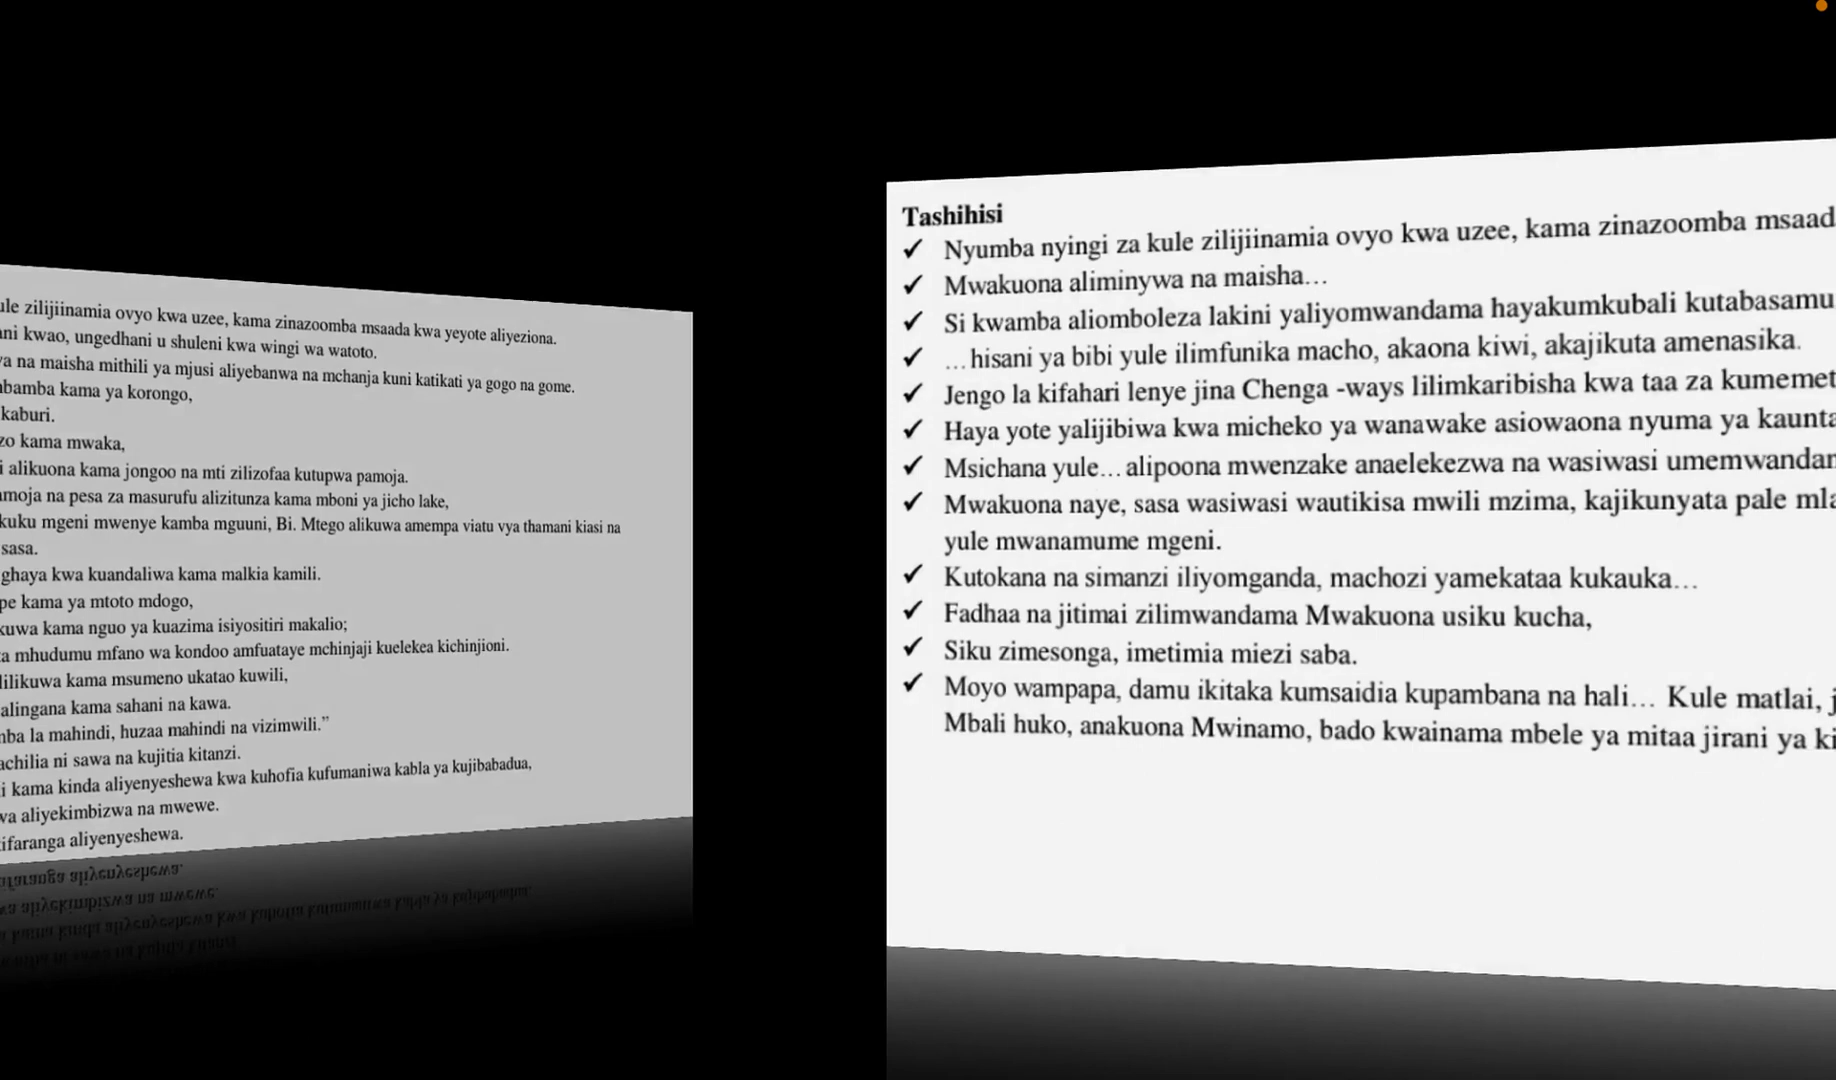 ule zilijiinamia ovyo kwa uzee, kama zinazoomba msaada kwa yeyote aliyeziona.
ani kwao, ungedhani u shuleni kwa wingi wa watoto.
wa na maisha mithili ya mjusi aliyebanwa na mchanja kuni katikati ya gogo na gome.
mbamba kama ya korongo,
kaburi.
zo kama mwaka,
i alikuona kama jongoo na mti zilizofaa kutupwa pamoja.
amoja na pesa za masurufu alizitunza kama mboni ya jicho lake,
kuku mgeni mwenye kamba mguuni, Bi. Mtego alikuwa amempa viatu vya thamani kiasi na
sasa.
ghaya kwa kuandaliwa kama malkia kamili.
pe kama ya mtoto mdogo,
kuwa kama nguo ya kuazima isiyositiri makalio;
ta mhudumu mfano wa kondoo amfuataye mchinjaji kuelekea kichinjioni.
lilikuwa kama msumeno ukatao kuwili,
alingana kama sahani na kawa.
mba la mahindi, huzaa mahindi na vizimwili.”
achilia ni sawa na kujitia kitanzi.
i kama kinda aliyenyeshewa kwa kuhofia kufumaniwa kabla ya kujibabadua,
wa aliyekimbizwa na mwewe.
kifaranga aliyenyeshewa.
Tashihisi
✓ Nyumba nyingi za kule zilijiinamia ovyo kwa uzee, kama zinazoomba msaad
✓ Mwakuona aliminywa na maisha…
✓ Si kwamba aliomboleza lakini yaliyomwandama hayakumkubali kutabasamu
✓ …hisani ya bibi yule ilimfunika macho, akaona kiwi, akajikuta amenasika.
✓ Jengo la kifahari lenye jina Chenga -ways lilimkaribisha kwa taa za kumemet
✓ Haya yote yalijibiwa kwa micheko ya wanawake asiowaona nyuma ya kaunta
✓ Msichana yule…alipoona mwenzake anaelekezwa na wasiwasi umemwandam
✓ Mwakuona naye, sasa wasiwasi wautikisa mwili mzima, kajikunyata pale mla
yule mwanamume mgeni.
✓ Kutokana na simanzi iliyomganda, machozi yamekataa kukauka…
✓ Fadhaa na jitimai zilimwandama Mwakuona usiku kucha,
✓ Siku zimesonga, imetimia miezi saba.
✓ Moyo wampapa, damu ikitaka kumsaidia kupambana na hali… Kule matlai, j
Mbali huko, anakuona Mwinamo, bado kwainama mbele ya mitaa jirani ya ki